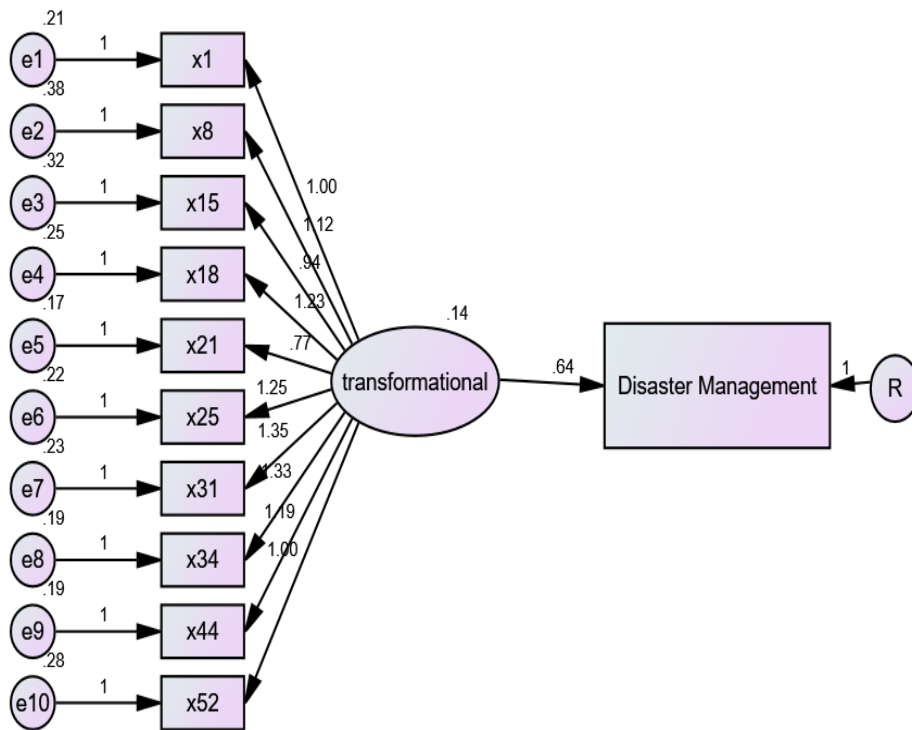 .21
e1 1 x1
.38
e2 1 x8
.32
e3 1 x15
.25
e4 1 x18
.17
e5 1 x21
.22
e6 1 x25
.23
e7 1 x31
.19
e8 1 x34
.19
e9 1 x44
.28
e10 1 x52
1.00
1.12
.94
1.23
.77
1.25
1.35
1.33
1.19
1.00
.14
transformational
.64
Disaster Management
1
R